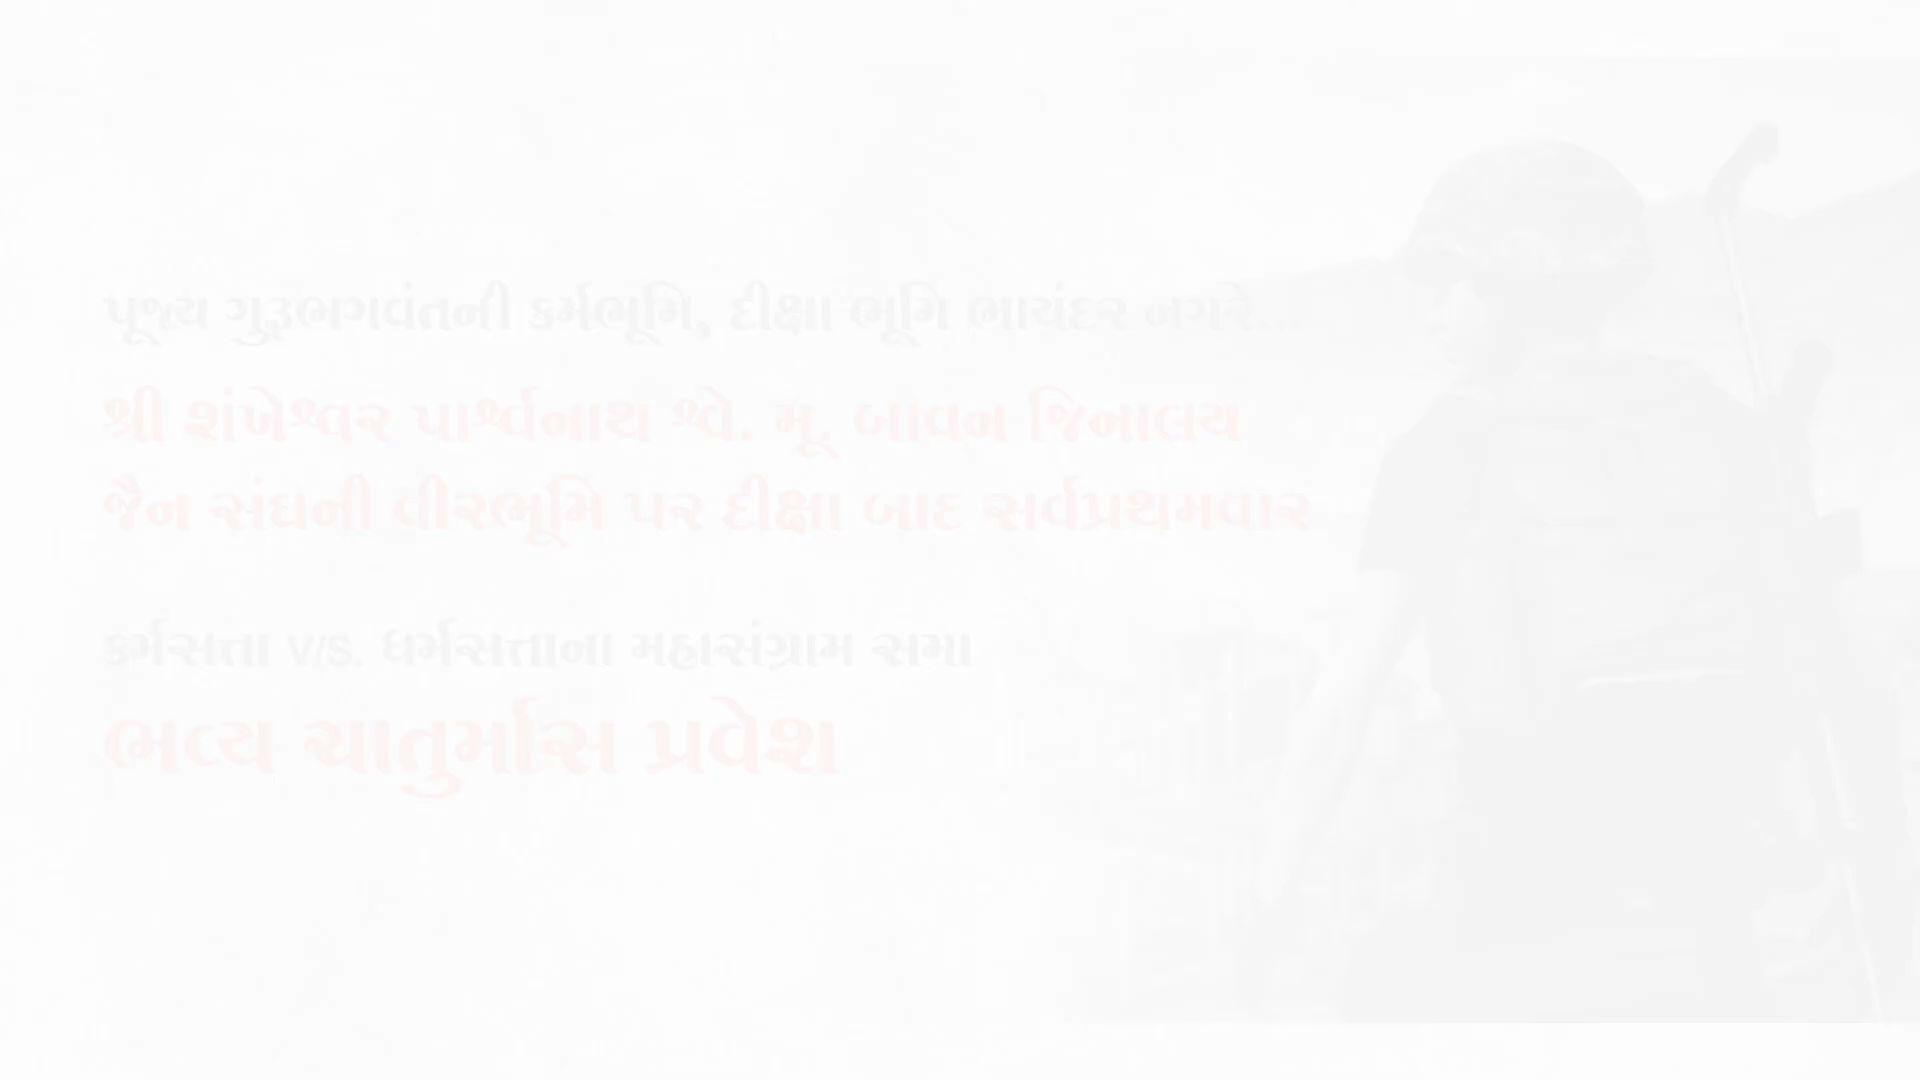 પૂજ્ય ગુરૂભગવંતની કર્મભૂમિ, દીક્ષા ભૂમિ ભાયંદર નગરે...
શ્રી શંખેશ્વર પાર્શ્વનાથ શ્વે. મૂ. બાવન જિનાલય
જૈન સંઘની વીરભૂમિ પર દીક્ષા બાદ સર્વપ્રથમવાર
કર્મસત્તા V/S. ધર્મસત્તાના મહાસંગ્રામ સમા
ભવ્ય ચાતુર્માસ પ્રવેશ